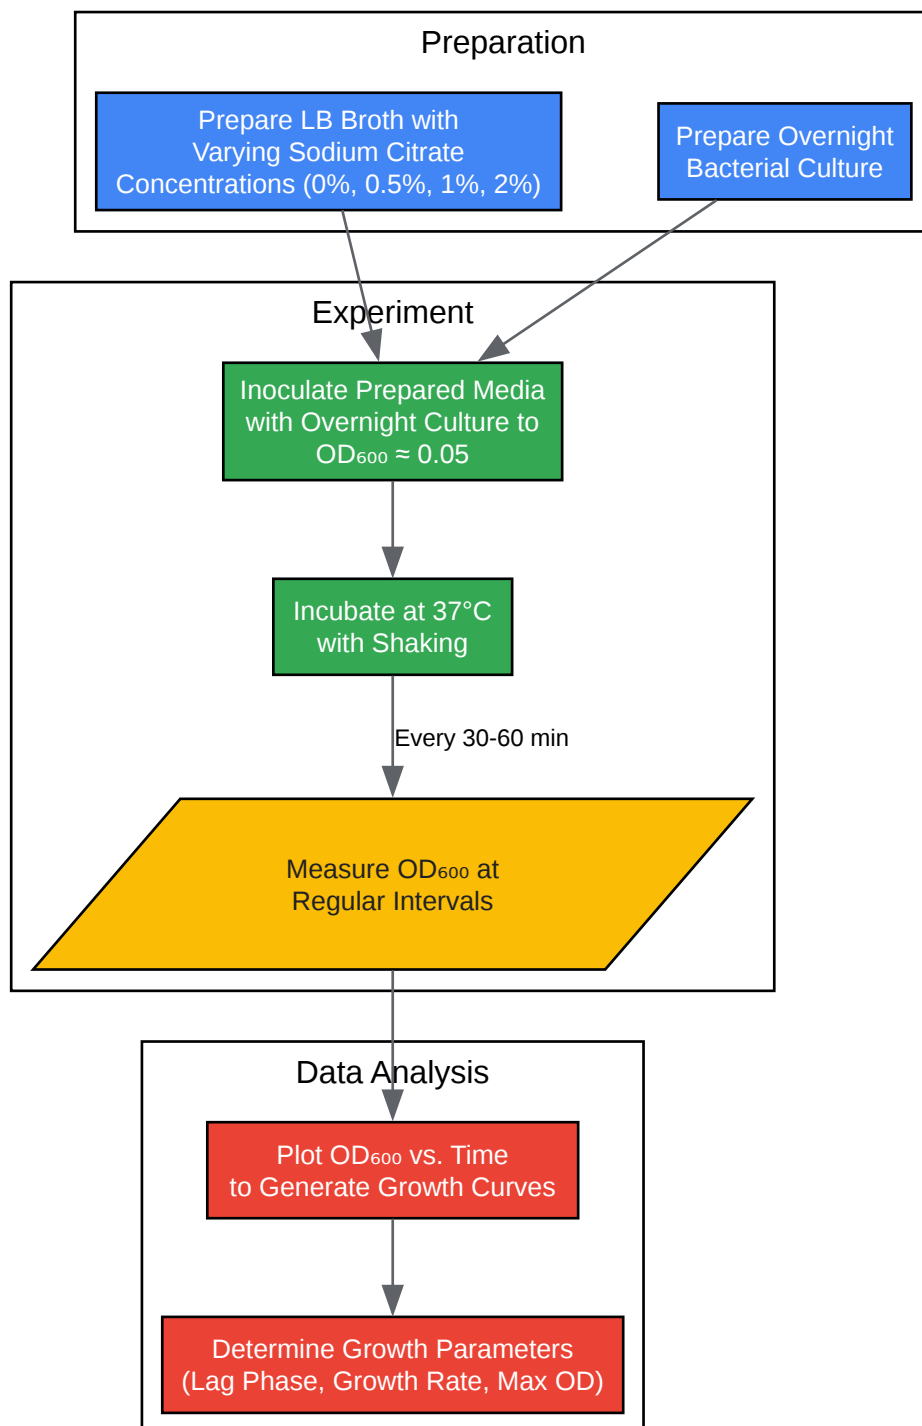 Preparation
Prepare LB Broth with
Varying Sodium Citrate
Concentrations (0%, 0.5%, 1%, 2%)
Prepare Overnight
Bacterial Culture
Experiment
Inoculate Prepared Media
with Overnight Culture to
OD₆₀₀ ≈ 0.05
Incubate at 37°C
with Shaking
Every 30-60 min
Measure OD₆₀₀ at
Regular Intervals
Data Analysis
Plot OD₆₀₀ vs. Time
to Generate Growth Curves
Determine Growth Parameters
(Lag Phase, Growth Rate, Max OD)